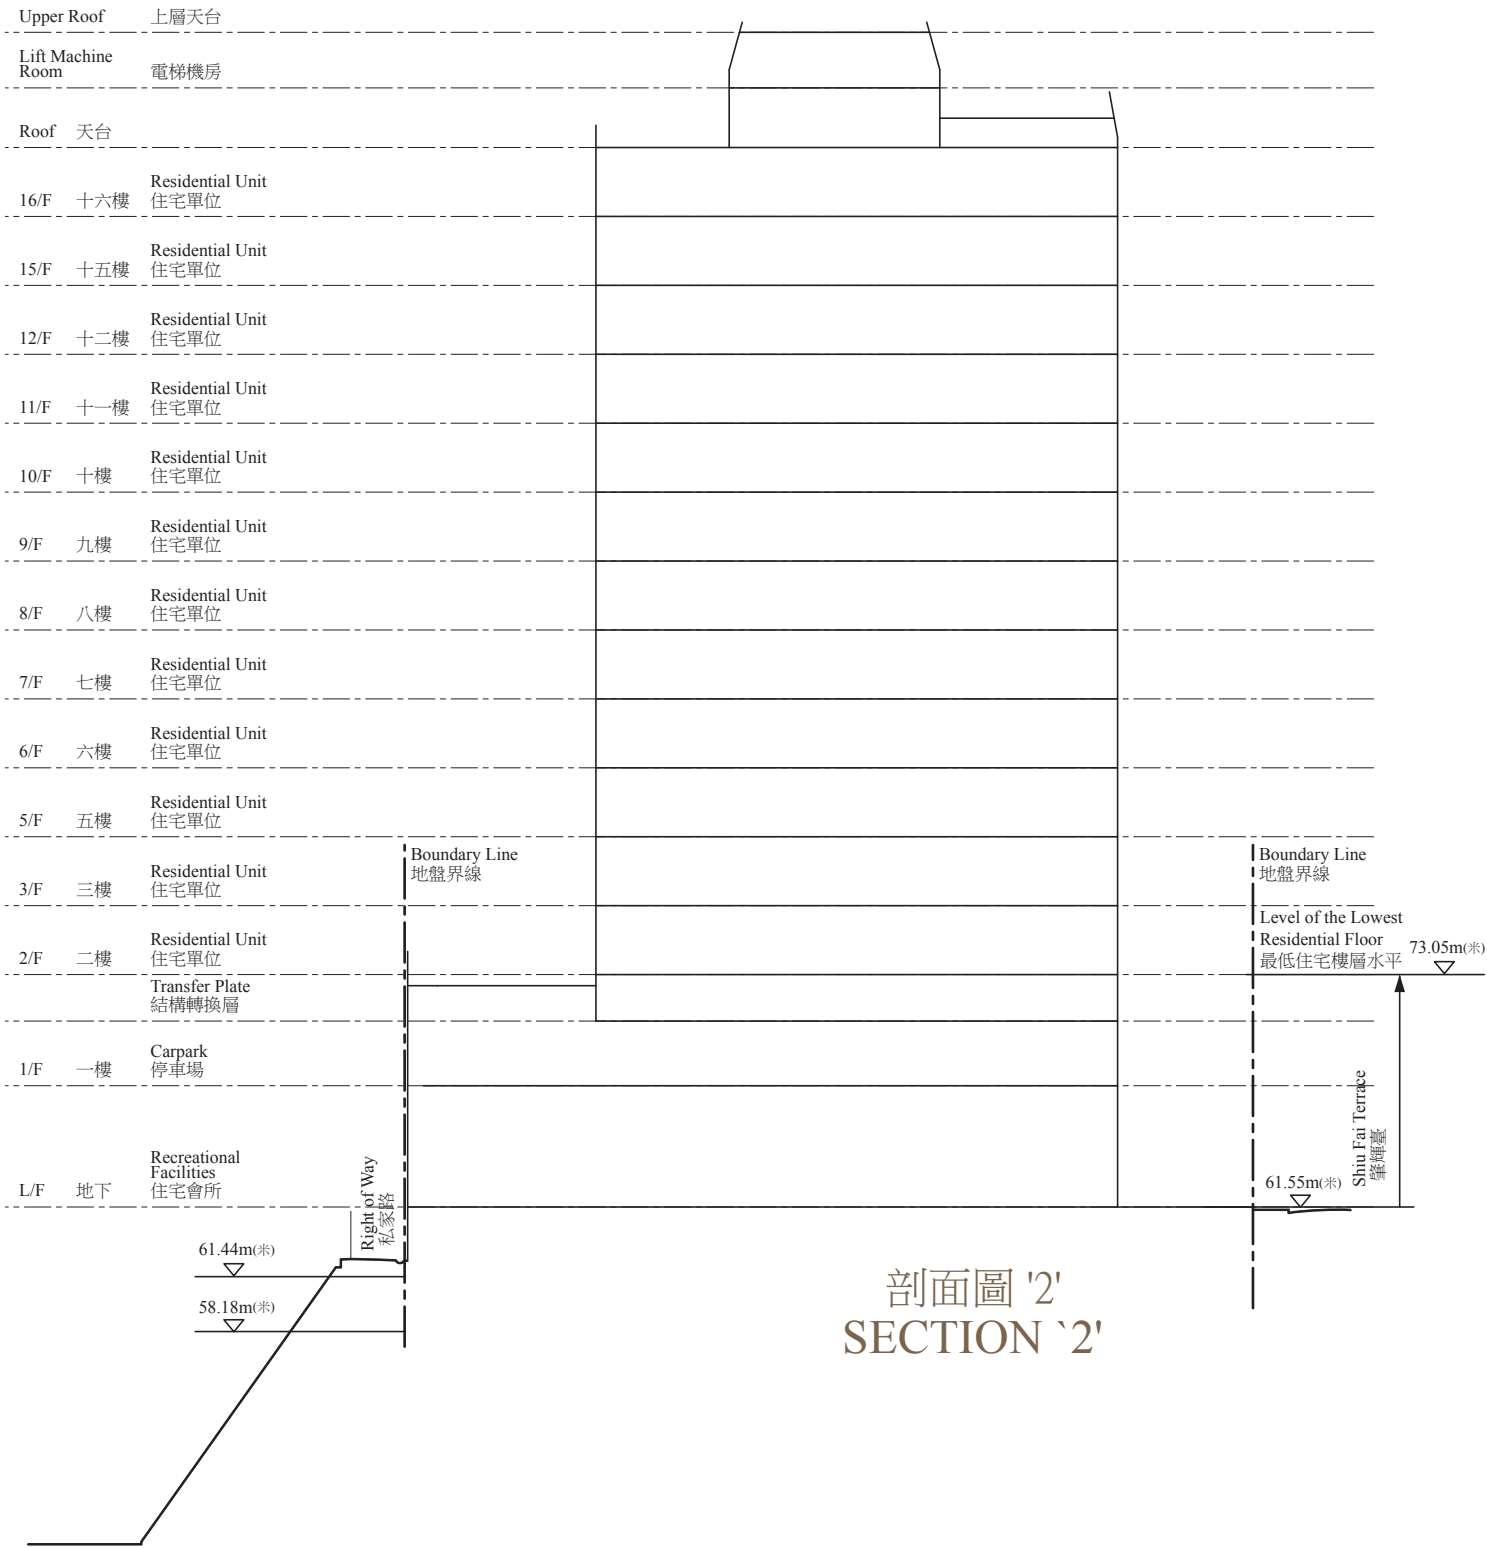 Upper Roof 上層天台
Lift Machine
Room 電梯機房
Roof 天台
Residential Unit
16/F 十六樓 住宅單位
Residential Unit
15/F 十五樓 住宅單位
Residential Unit
12/F 十二樓 住宅單位
Residential Unit
11/F 十一樓 住宅單位
Residential Unit
10/F 十樓 住宅單位
Residential Unit
9/F 九樓 住宅單位
Residential Unit
8/F 八樓 住宅單位
Residential Unit
7/F 七樓 住宅單位
Residential Unit
6/F 六樓 住宅單位
Residential Unit
5/F 五樓 住宅單位
Boundary Line
地盤界線
Boundary Line
地盤界線
Residential Unit
3/F 三樓 住宅單位
Level of the Lowest
Residential Floor
最低住宅樓層水平
73.05m(米)
Residential Unit
2/F 二樓 住宅單位
Transfer Plate
結構轉換層
Carpark
1/F 一樓 停車場
Shiu Fai Terrace
肇輝臺
Recreational
Facilities
L/F 地下 住宅會所
Right of Way
私家路
61.55m(米)
61.44m(米)
58.18m(米)
剖面圖 '2'
SECTION `2'